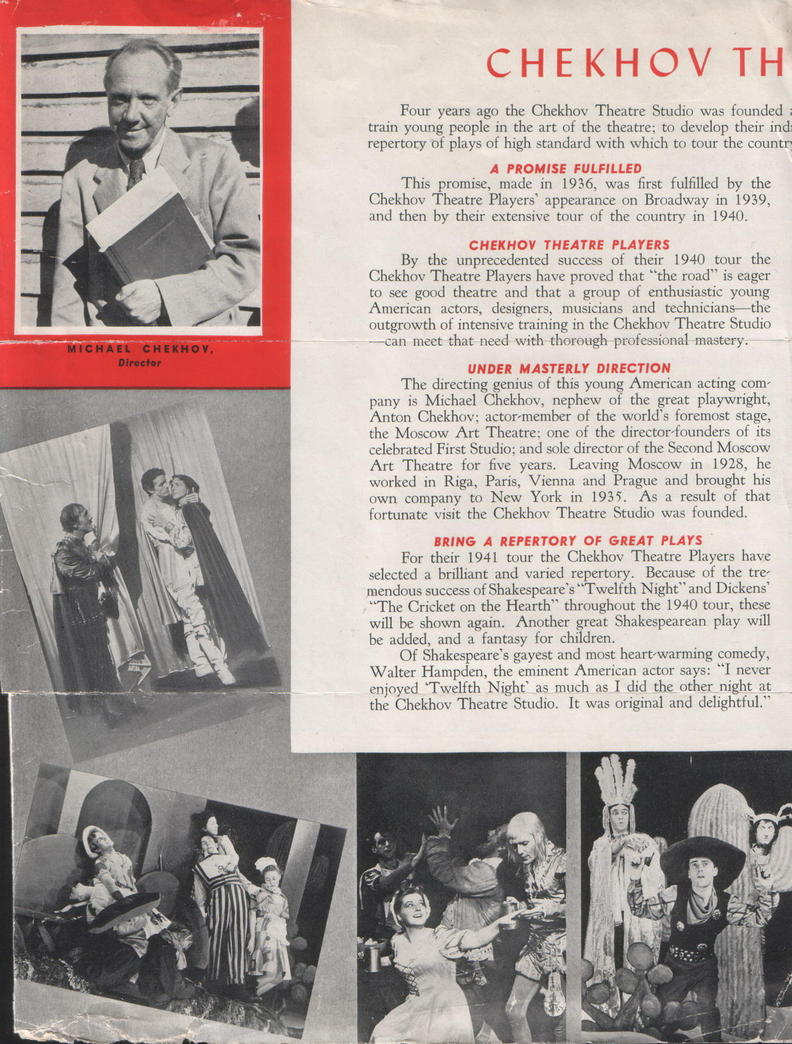 CHEKHOV TH
Four years ago the Chekhov Theatre Studio was founded
train young people in the art of the theatre; to develop their indi
repertory of plays of high standard with which to tour the country
A PROMISE FULFILLED
This promise, made in 1936, was first fulfilled by the
Chekhov Theatre Players' appearance on Broadway in 1939,
and then by their extensive tour of the country in 1940.
CHEKHOV THEATRE PLAYERS
By the unprecedented success of their 1940 tour the
Chekhov Theatre Players have proved that "the road" is eager
to see good theatre and that a group of enthusiastic young
American actors, designers, musicians and technicians—the
outgrowth of intensive training in the Chekhov Theatre Studio
—can meet that need with thorough professional mastery.
UNDER MASTERLY DIRECTION
The directing genius of this young American acting com-
pany is Michael Chekhov, nephew of the great playwright,
Anton Chekhov; actor-member of the world's foremost stage,
the Moscow Art Theatre; one of the director-founders of its
celebrated First Studio; and sole director of the Second Moscow
Art Theatre for five years. Leaving Moscow in 1928, he
worked in Riga, Paris, Vienna and Prague and brought his
own company to New York in 1935. As a result of that
fortunate visit the Chekhov Theatre Studio was founded.
BRING A REPERTORY OF GREAT PLAYS
For their 1941 tour the Chekhov Theatre Players have
selected a brilliant and varied repertory. Because of the tre-
mendous success of Shakespeare's "Twelfth Night" and Dickens'
"The Cricket on the Hearth" throughout the 1940 tour, these
will be shown again. Another great Shakespearean play will
be added, and a fantasy for children.
Of Shakespeare's gayest and most heart-warming comedy,
Walter Hampden, the eminent American actor says: "I never
enjoyed 'Twelfth Night' as much as I did the other night at
the Chekhov Theatre Studio. It was original and delightful."
MICHAEL CHEKHOV,
Director